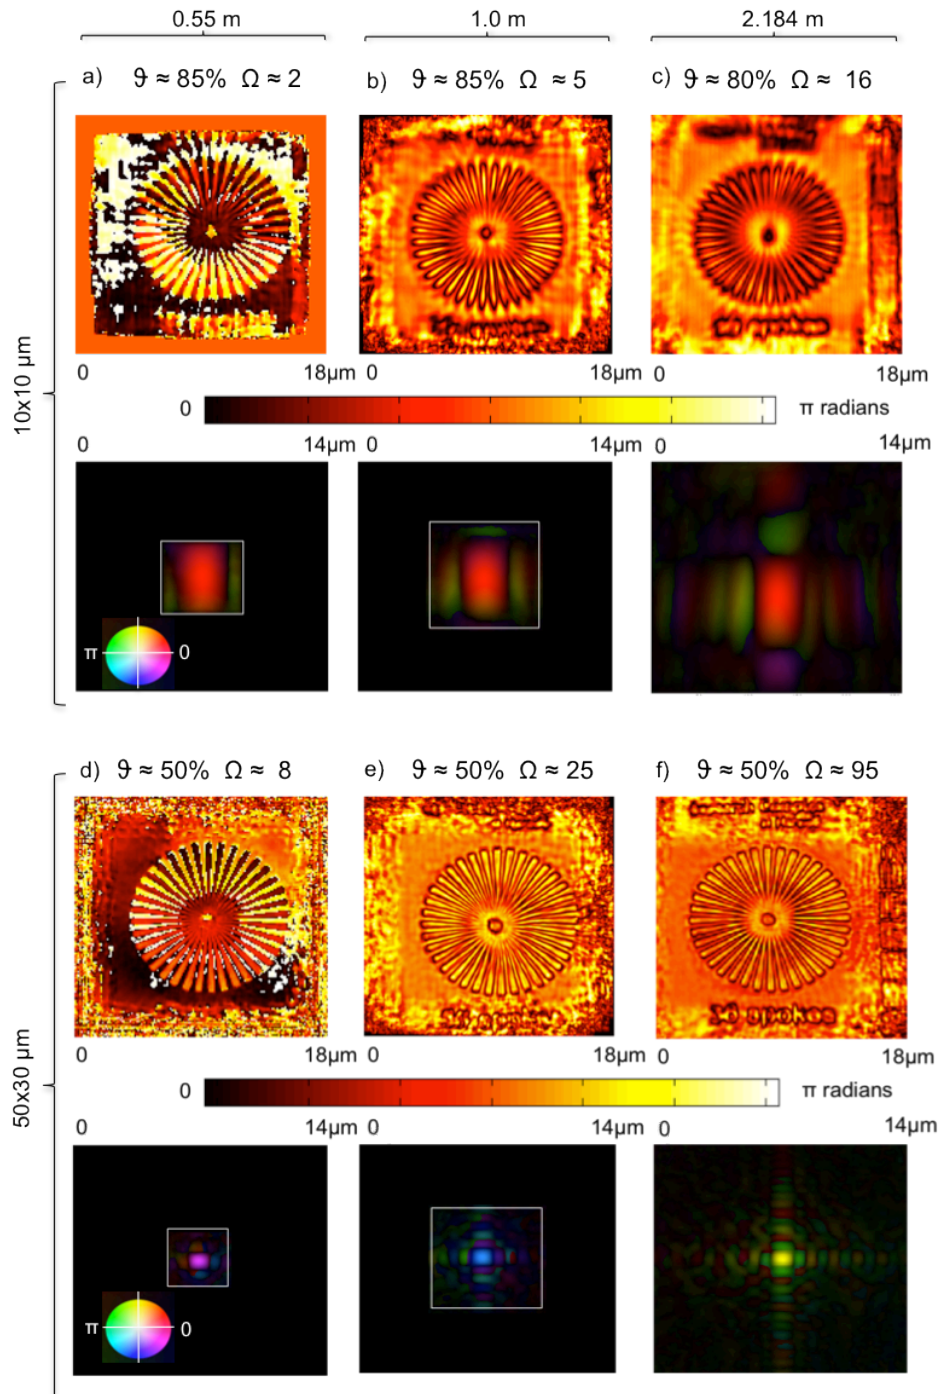 0.55 m 1.0 m 2.184 m
a) ϑ ≈ 85% Ω ≈ 2 b) ϑ ≈ 85% Ω ≈ 5 c) ϑ ≈ 80% Ω ≈ 16
10x10 µm
0 18µm 0 18µm 0 18µm
0 π radians
0 14µm 0 14µm 0 14µm
π 0
d) ϑ ≈ 50% Ω ≈ 8 e) ϑ ≈ 50% Ω ≈ 25 f) ϑ ≈ 50% Ω ≈ 95
spokes
50x30 µm
0 18µm 0 18µm 0 18µm
0 π radians
0 14µm 0 14µm 0 14µm
π 0